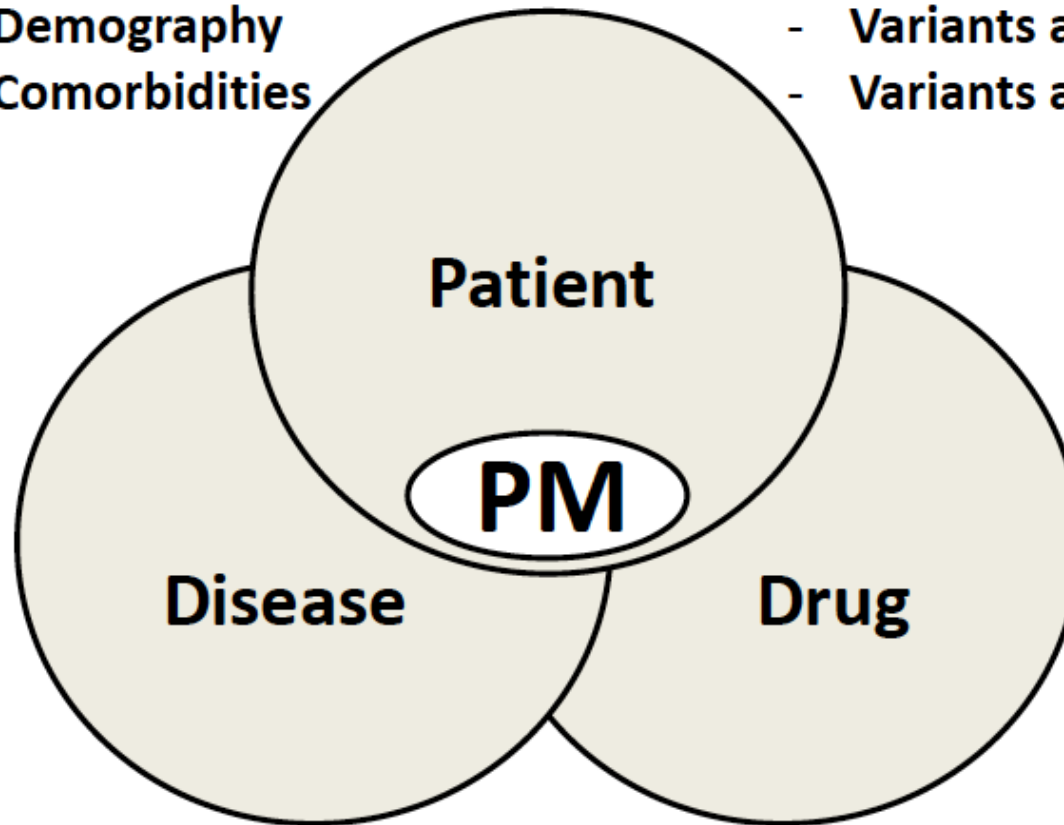 Demography
Comorbidities
- Variants
- Variants
Patient
PM
Disease
Drug